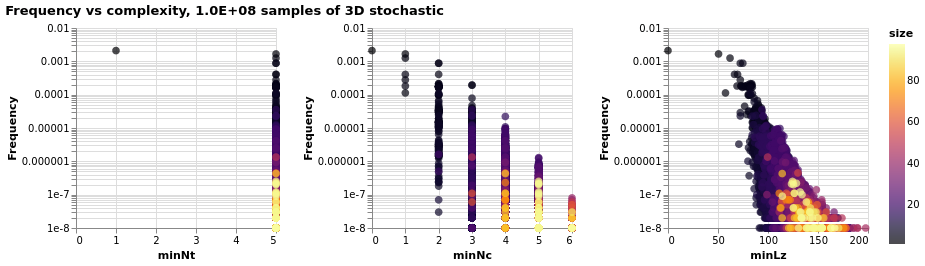 Frequency vs complexity, 1.0E+08 samples of 3D stochastic
0.01
0.001
0.0001
0.00001
0.000001
1e-7
1e-8
Frequency
0 1 2 3 4 5
minNt
0.01
0.001
0.0001
0.00001
0.000001
1e-7
1e-8
Frequency
0 1 2 3 4 5 6
minNc
0.01
0.001
0.0001
0.00001
0.000001
1e-7
1e-8
Frequency
0 50 100 150 200
minLz
size
80
60
40
20